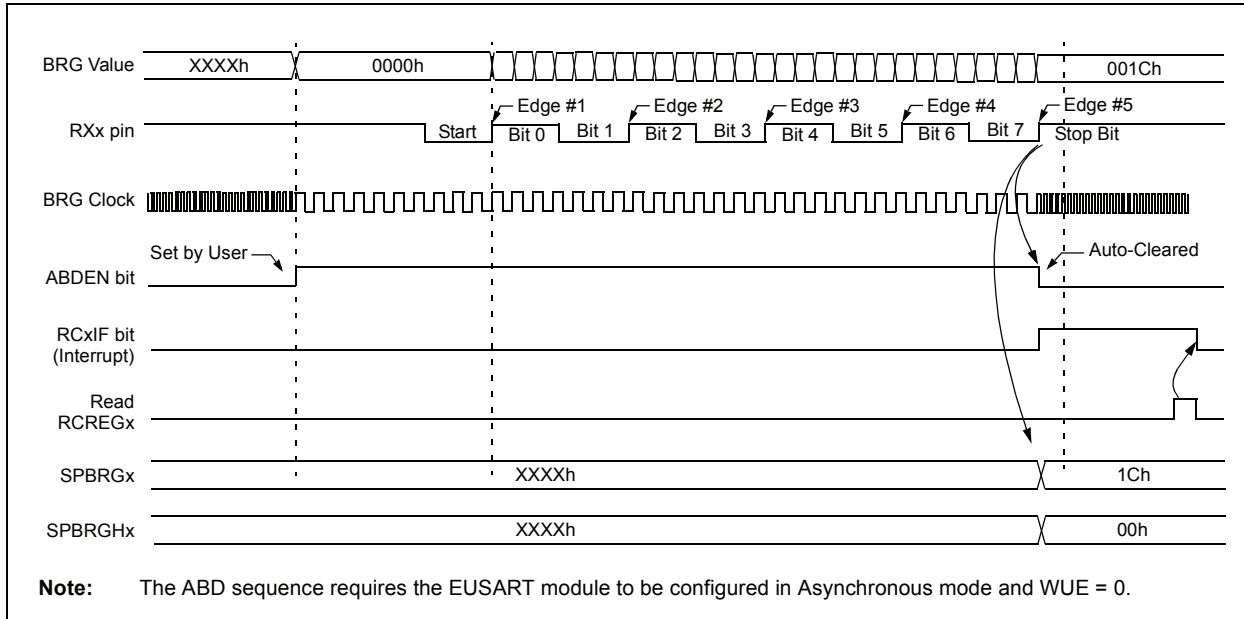 BRG Value XXXXh 0000h 001Ch
Edge #1 Edge #2 Edge #3 Edge #4 Edge #5
RXx pin Start Bit 0 Bit 1 Bit 2 Bit 3 Bit 4 Bit 5 Bit 6 Bit 7 Stop Bit
BRG Clock
Set by User Auto-Cleared
ABDEN bit
RCxIF bit
(Interrupt)
Read
RCREGx
SPBRGx XXXXh 1Ch
SPBRGHx XXXXh 00h
Note: The ABD sequence requires the EUSART module to be configured in Asynchronous mode and WUE = 0.